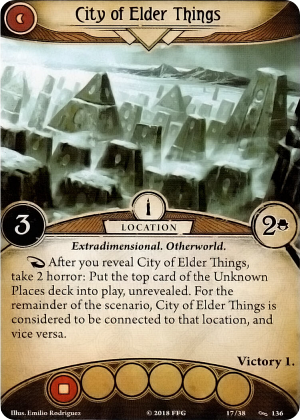 City of Elder Things
3
1
2
LOCATION
Extradimensional. Otherworld.
After you reveal City of Elder Things,
take 2 horror: Put the top card of the Unknown
Places deck into play, unrevealed. For the
remainder of the scenario, City of Elder Things is
considered to be connected to that location, and
vice versa.
Victory 1.
Illus. Emilio Rodriguez
© 2018 FFG
17/38
136